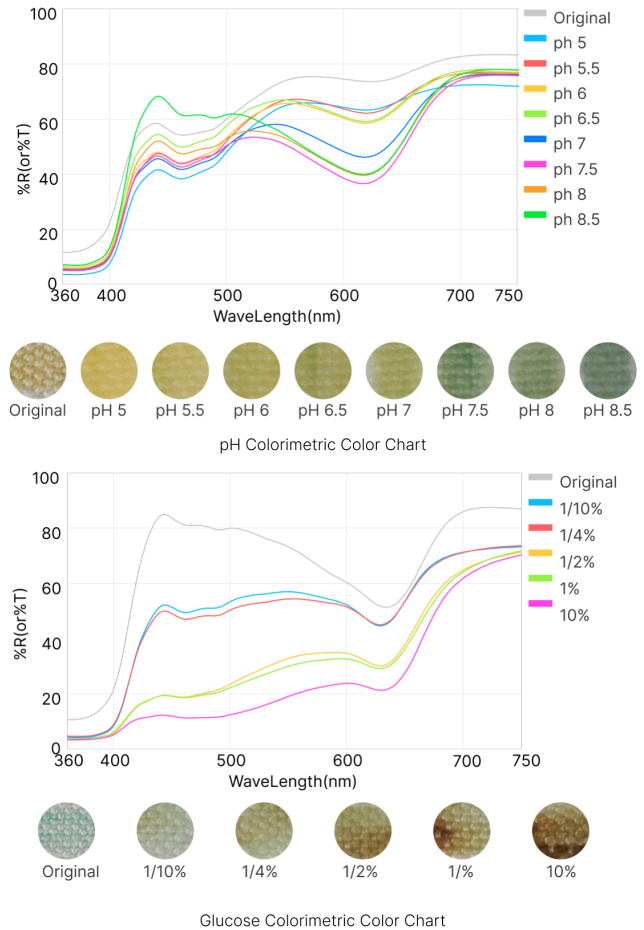 100
80
60
40
20
0
%R(or%T)
360 400 500 600 700 750
WaveLength(nm)
Original
ph 5
ph 5.5
ph 6
ph 6.5
ph 7
ph 7.5
ph 8
ph 8.5
Original pH 5 pH 5.5 pH 6 pH 6.5 pH 7 pH 7.5 pH 8 pH 8.5
pH Colorimetric Color Chart
100
80
60
40
20
0
%R(or%T)
360 400 500 600 700 750
WaveLength(nm)
Original
1/10%
1/4%
1/2%
1%
10%
Original 1/10% 1/4% 1/2% 1/% 10%
Glucose Colorimetric Color Chart